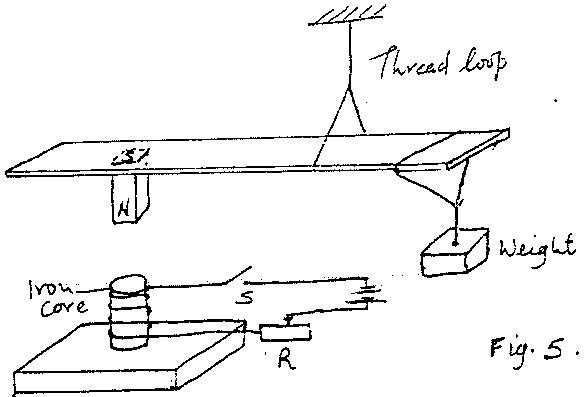 Thread loop
S
N
Weight
Iron
core
S
R
Fig. 5.